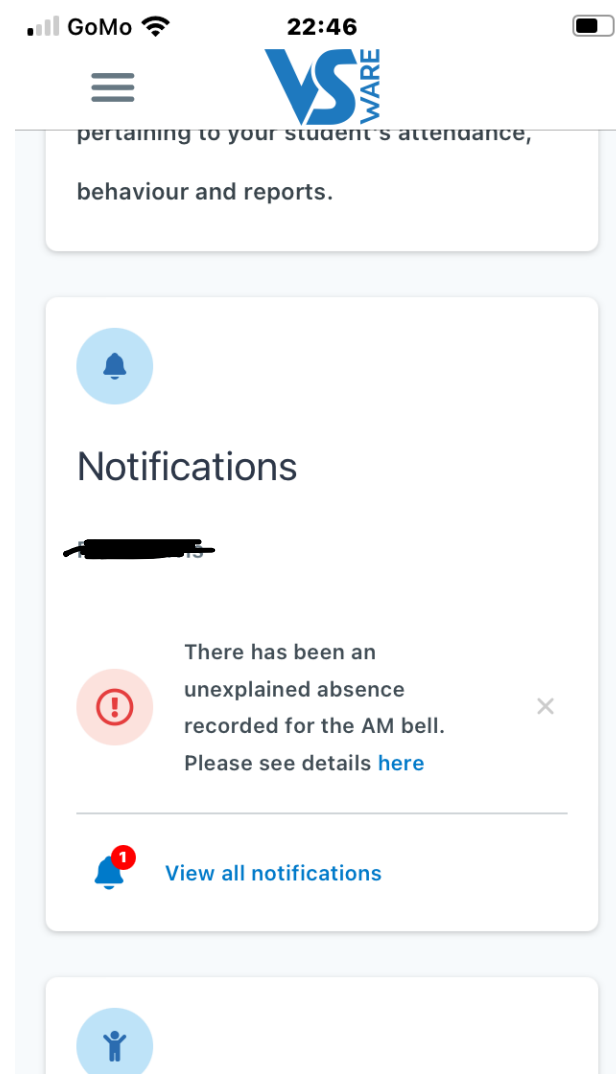 GoMo
22:46
VS WARE
pertaining to your student's attendance,
behaviour and reports.
Notifications
There has been an
unexplained absence
recorded for the AM bell.
Please see details here
1
View all notifications